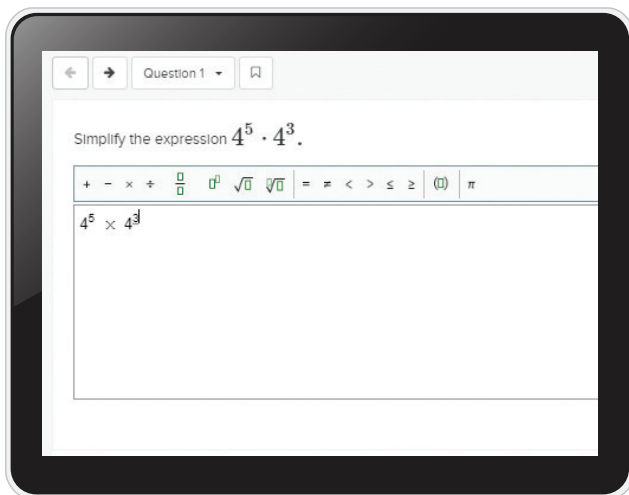 Question 1
Simplify the expression 4⁵ · 4³.
+ − × ÷ = ≠ < > ≤ ≥ (▯) π
4⁵ × 4³